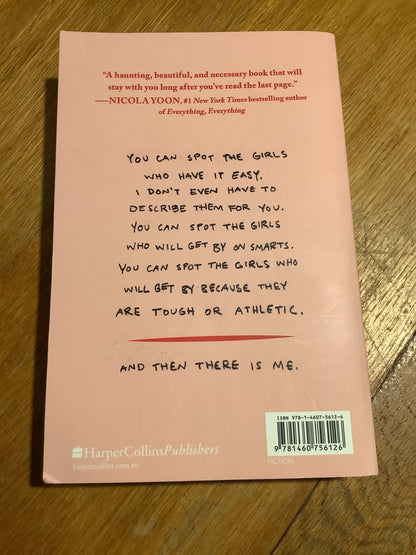 “A haunting, beautiful, and necessary book that will
stay with you long after you’ve read the last page.”
—NICOLA YOON, #1 New York Times bestselling author
of Everything, Everything
YOU CAN SPOT THE GIRLS
WHO HAVE IT EASY.
I DON'T EVEN HAVE TO
DESCRIBE THEM FOR YOU.
YOU CAN SPOT THE GIRLS
WHO WILL GET BY ON SMARTS.
YOU CAN SPOT THE GIRLS WHO
WILL GET BY BECAUSE THEY
ARE TOUGH OR ATHLETIC.
AND THEN THERE IS ME.
ISBN 978-1-4607-5612-6
9 781460 756126
FICTION
HarperCollinsPublishers
harpercollins.com.au